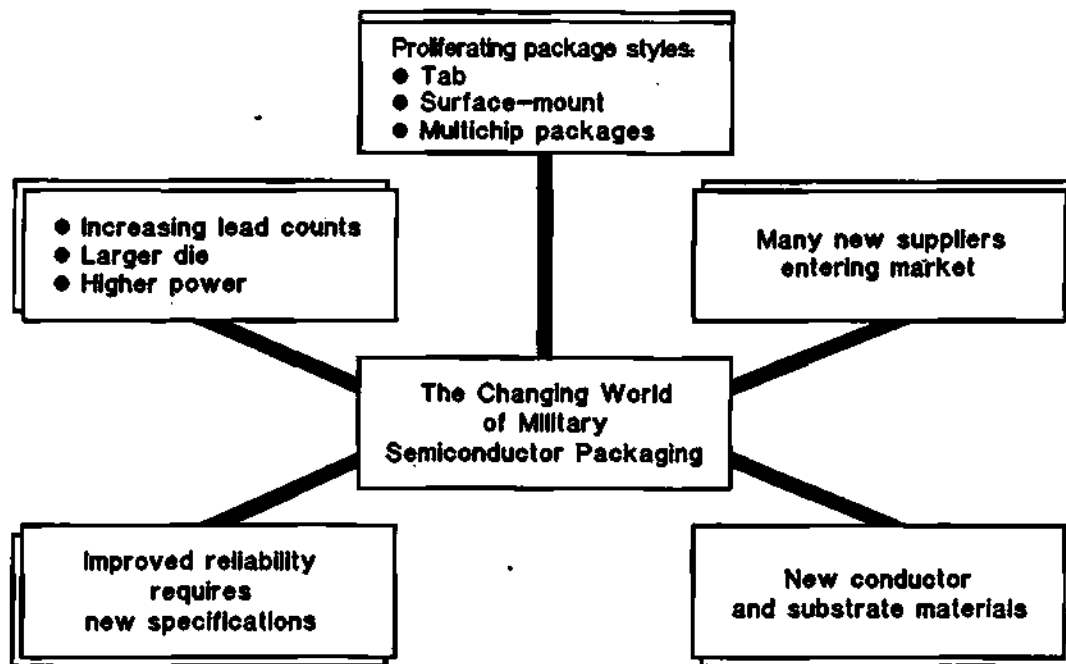 Proliferating package styles:
● Tab
● Surface-mount
● Multichip packages
● Increasing lead counts
● Larger die
● Higher power
Many new suppliers
entering market
The Changing World
of Military
Semiconductor Packaging
Improved reliability
requires
new specifications
New conductor
and substrate materials